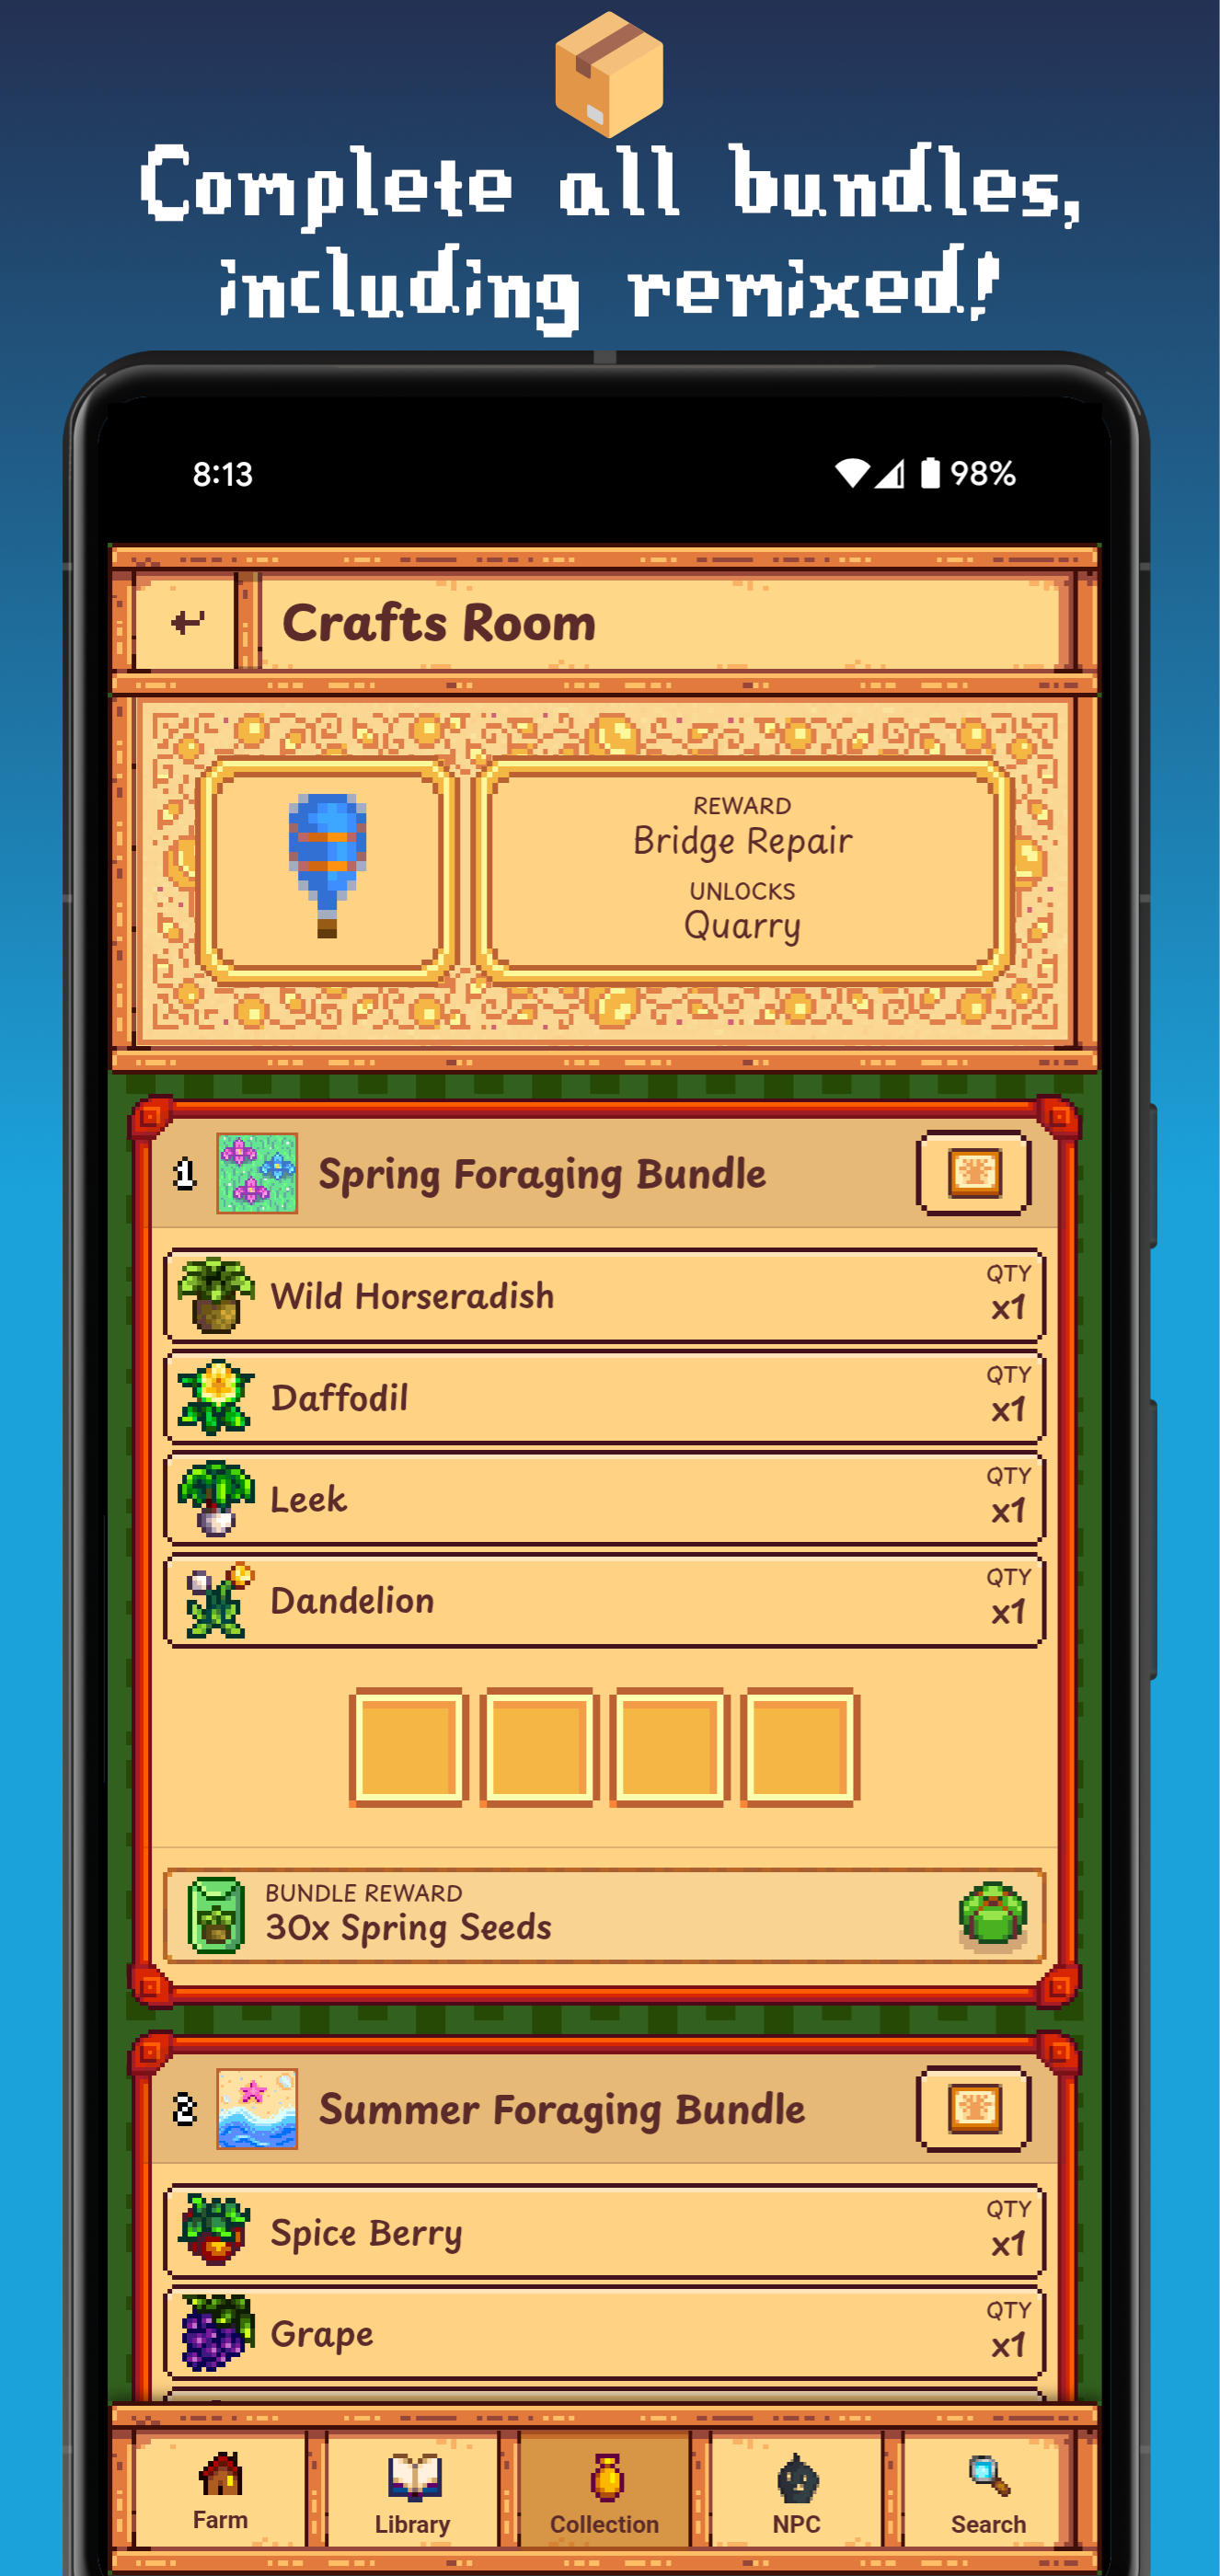 Complete all bundles,
including remixed!
8:13
98%
Crafts Room
REWARD
Bridge Repair
UNLOCKS
Quarry
1
Spring Foraging Bundle
Wild Horseradish
QTY
x1
Daffodil
QTY
x1
Leek
QTY
x1
Dandelion
QTY
x1
BUNDLE REWARD
30x Spring Seeds
2
Summer Foraging Bundle
Spice Berry
QTY
x1
Grape
QTY
x1
Farm
Library
Collection
NPC
Search